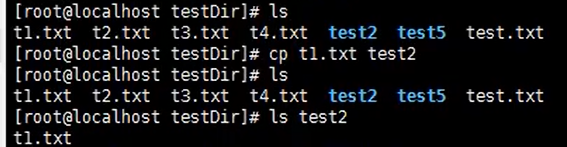 [root@localhost testDir]# ls
t1.txt  t2.txt  t3.txt  t4.txt  test2  test5  test.txt
[root@localhost testDir]# cp t1.txt test2
[root@localhost testDir]# ls
t1.txt  t2.txt  t3.txt  t4.txt  test2  test5  test.txt
[root@localhost testDir]# ls test2
t1.txt